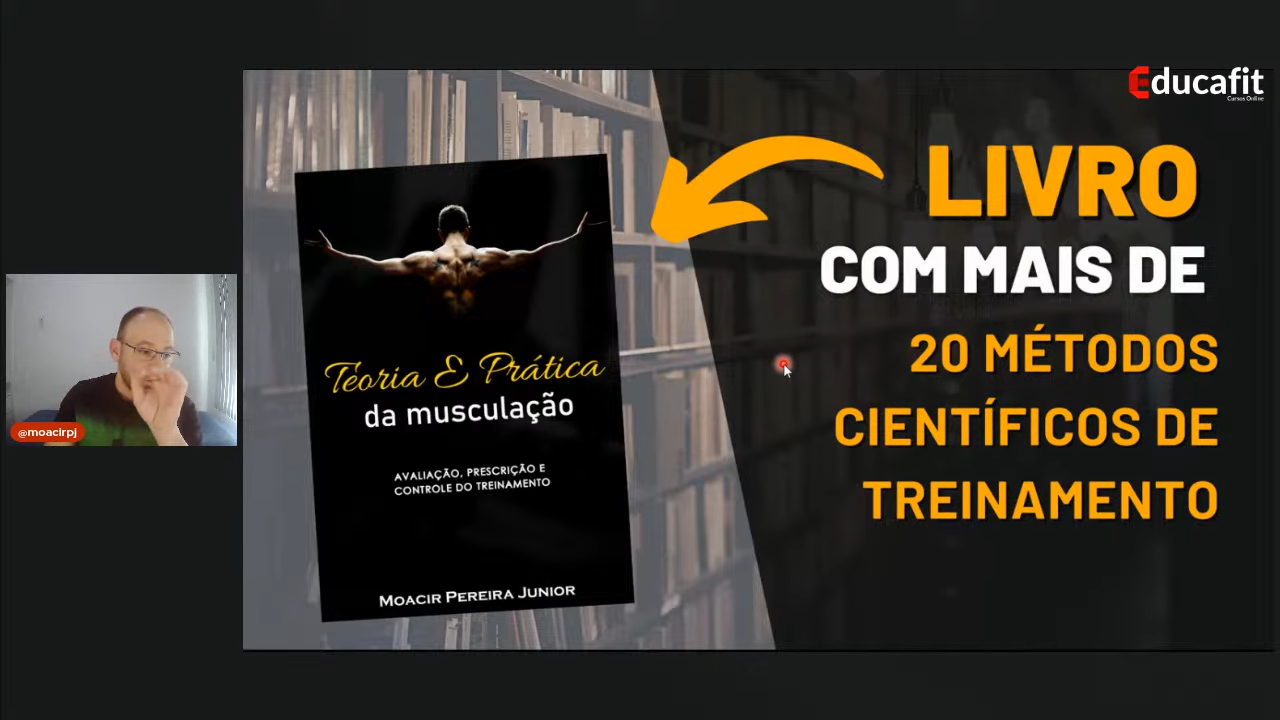 Educafit
Cursos Online
LIVRO
COM MAIS DE
20 MÉTODOS
CIENTÍFICOS DE
TREINAMENTO
Teoria E Prática
da musculação
AVALIAÇÃO, PRESCRIÇÃO E
CONTROLE DO TREINAMENTO
MOACIR PEREIRA JUNIOR
@moacirpj